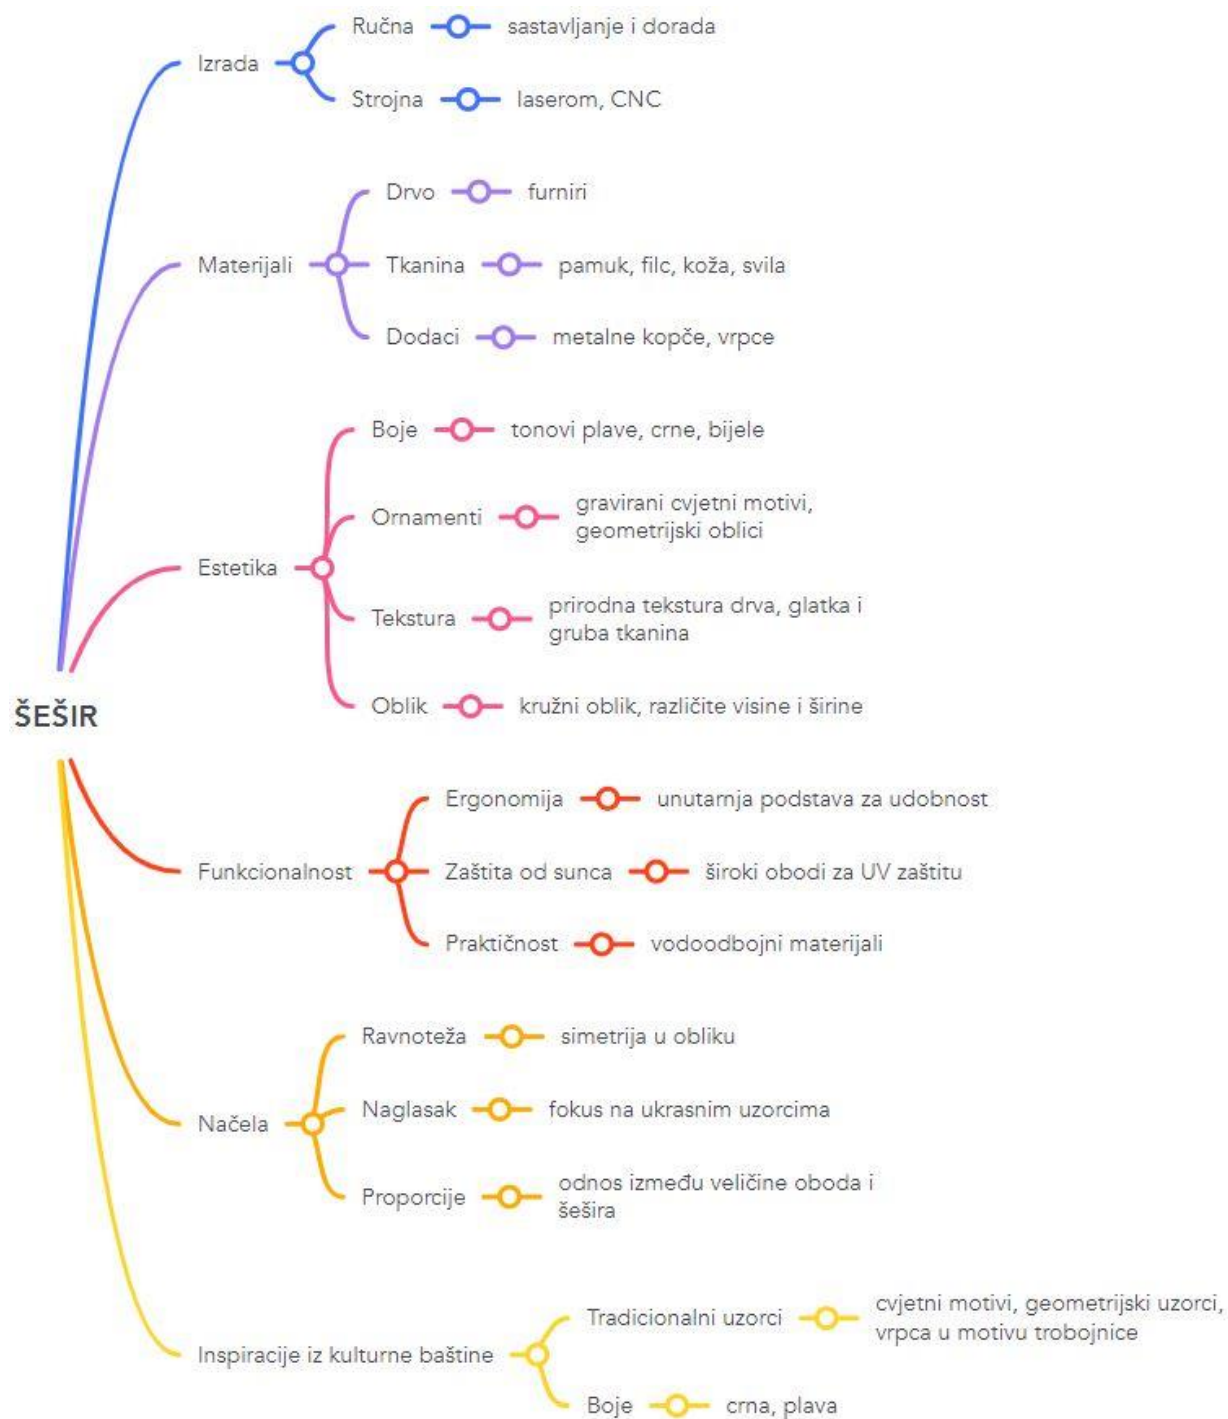 Ručna
sastavljanje i dorada
Izrada
Strojna
laserom, CNC
Drvo
furniri
Materijali
Tkanina
pamuk, filc, koža, svila
Dodaci
metalne kopče, vrpce
Boje
tonovi plave, crne, bijele
Ornamenti
gravirani cvjetni motivi,
geometrijski oblici
Estetika
Tekstura
prirodna tekstura drva, glatka i
gruba tkanina
Oblik
kružni oblik, različite visine i širine
ŠEŠIR
Ergonomija
unutarnja podstava za udobnost
Funkcionalnost
Zaštita od sunca
široki obodi za UV zaštitu
Praktičnost
vodoodbojni materijali
Ravnoteža
simetrija u obliku
Načela
Naglasak
fokus na ukrasnim uzorcima
Proporcije
odnos između veličine oboda i
šešira
Tradicionalni uzorci
cvjetni motivi, geometrijski uzorci,
vrpca u motivu trobojnice
Inspiracije iz kulturne baštine
Boje
crna, plava